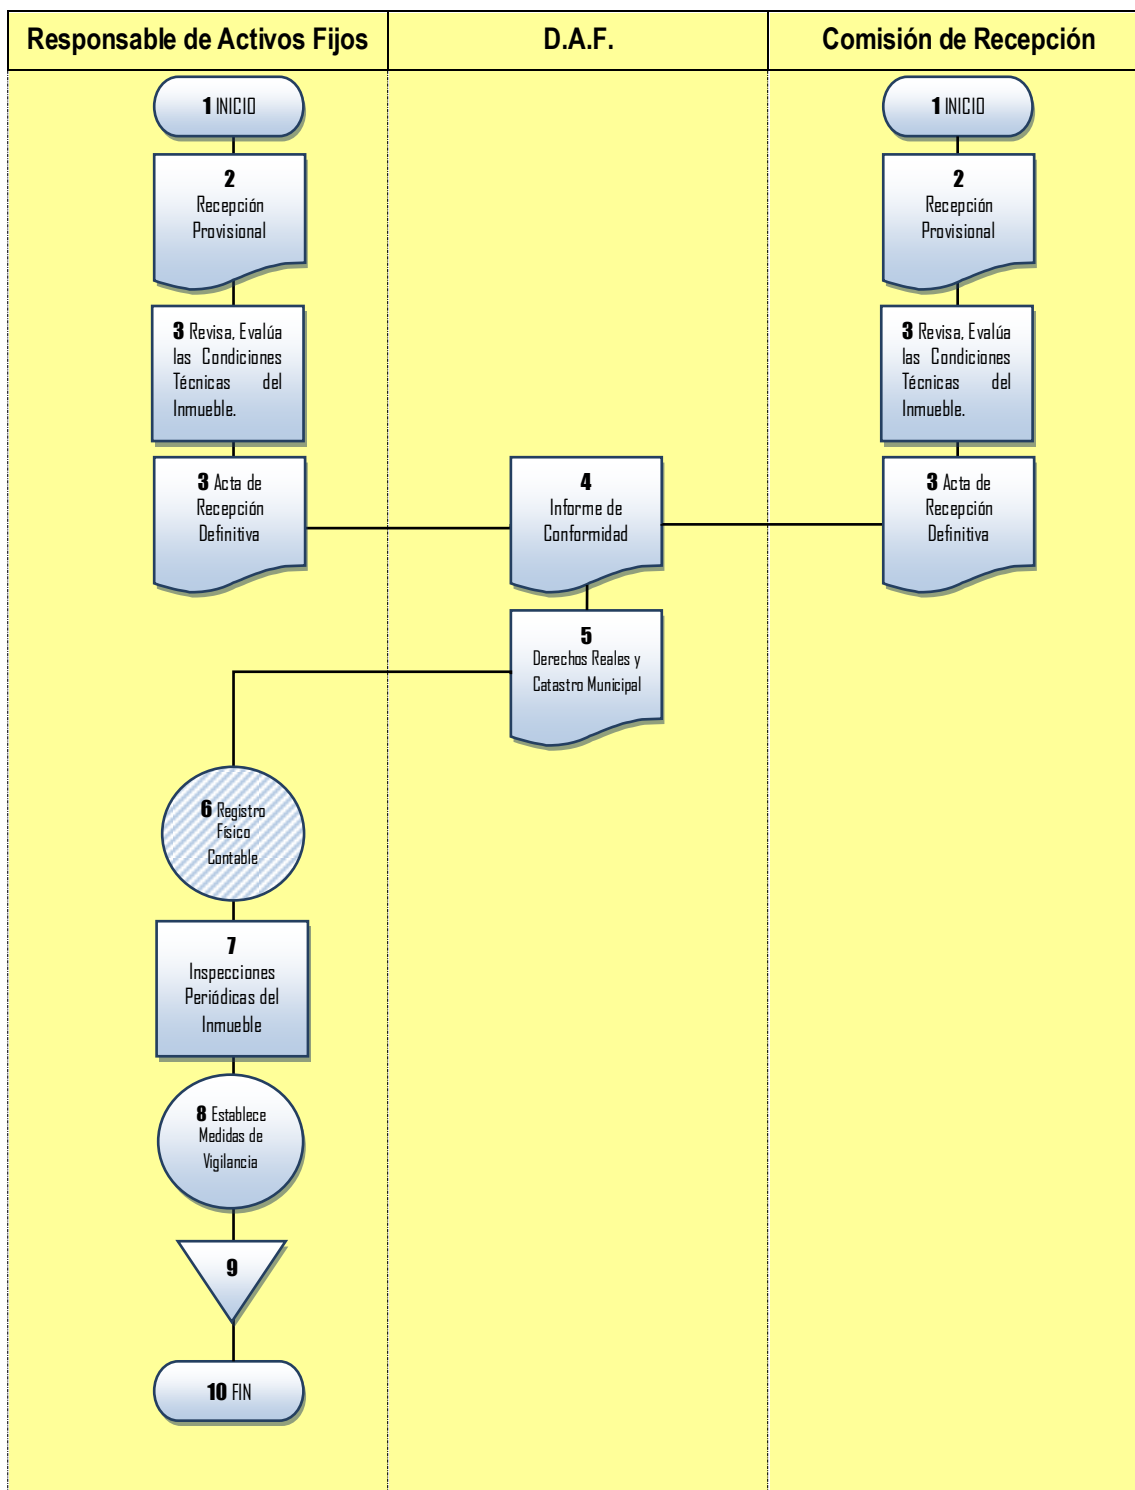 Responsable de Activos Fijos
D.A.F.
Comisión de Recepción
1 INICIO
1 INICIO
2
Recepción
Provisional
2
Recepción
Provisional
3 Revisa, Evalúa
las Condiciones
Técnicas del
Inmueble.
3 Revisa, Evalúa
las Condiciones
Técnicas del
Inmueble.
3 Acta de
Recepción
Definitiva
4
Informe de
Conformidad
3 Acta de
Recepción
Definitiva
5
Derechos Reales y
Catastro Municipal
6 Registro
Físico
Contable
7
Inspecciones
Periódicas del
Inmueble
8 Establece
Medidas de
Vigilancia
9
10 FIN